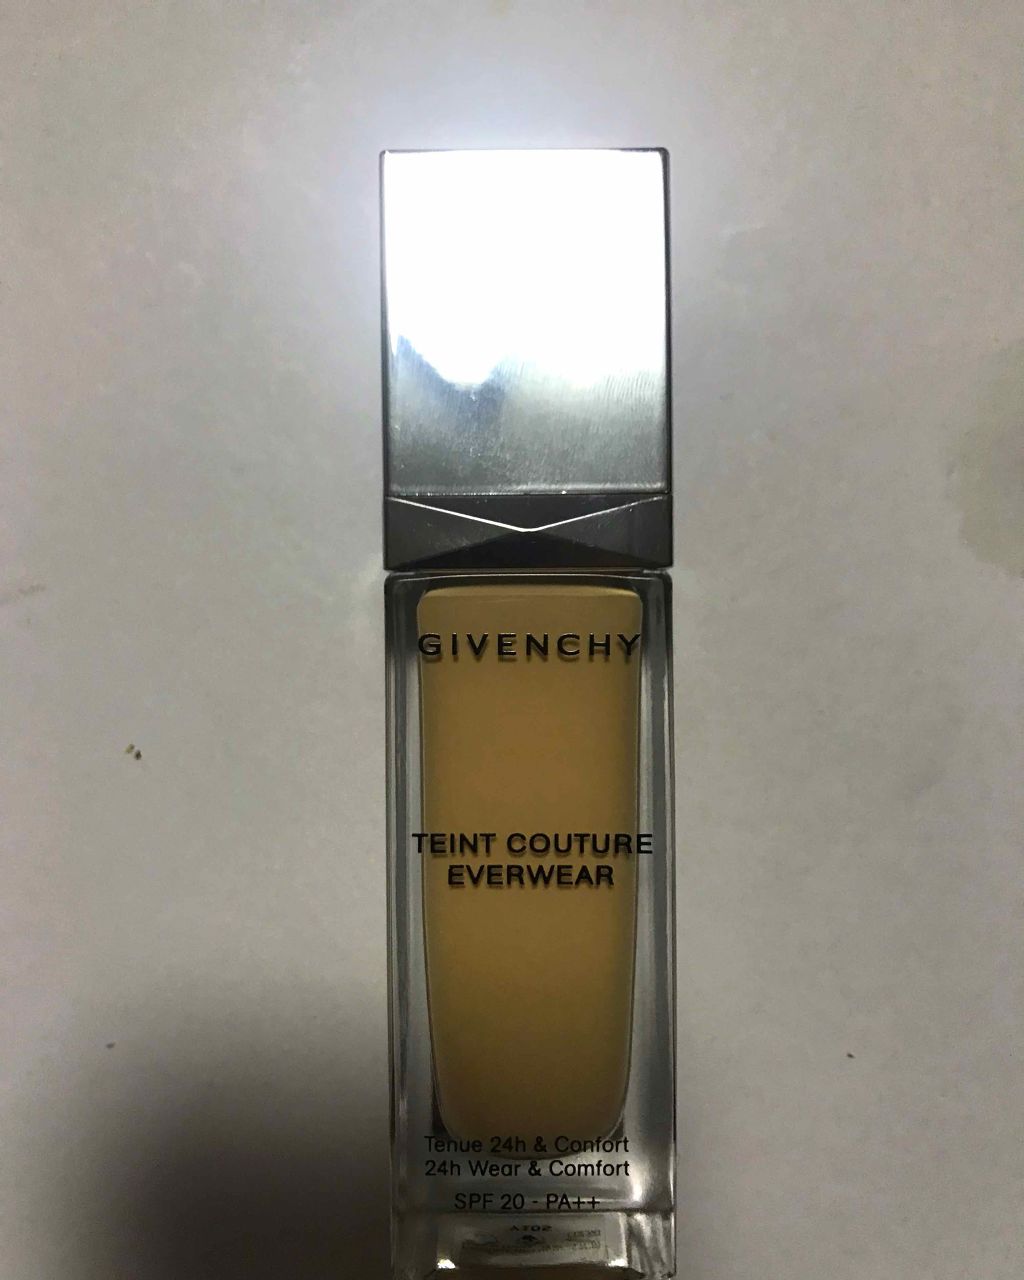 GIVENCHY
TEINT COUTURE
EVERWEAR
Tenue 24h & Confort
24h Wear & Comfort
SPF 20 - PA++